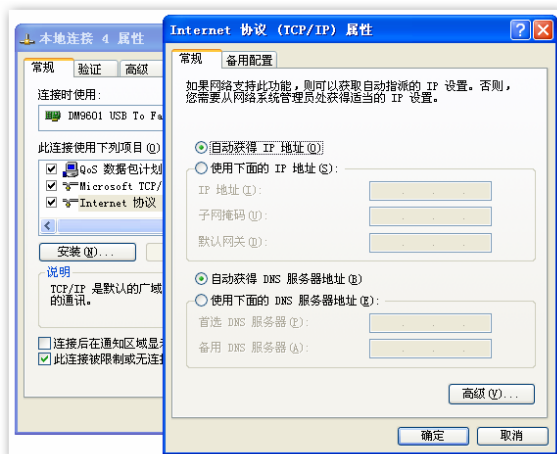 本地连接 4 属性
常规 验证 高级
连接时使用:
DM9601 USB To Fa
此连接使用下列项目(O)
QoS 数据包计划
Microsoft TCP/
Internet 协议
安装(N)...
说明
TCP/IP 是默认的广域
的通讯。
连接后在通知区域显示
此连接被限制或无连接
Internet 协议 (TCP/IP) 属性
常规 备用配置
如果网络支持此功能，则可以获取自动指派的 IP 设置。否则，
您需要从网络系统管理员处获得适当的 IP 设置。
自动获得 IP 地址(O)
使用下面的 IP 地址(S):
IP 地址(I):
子网掩码(U):
默认网关(D):
自动获得 DNS 服务器地址(B)
使用下面的 DNS 服务器地址(E):
首选 DNS 服务器(P):
备用 DNS 服务器(A):
高级(V)...
确定 取消